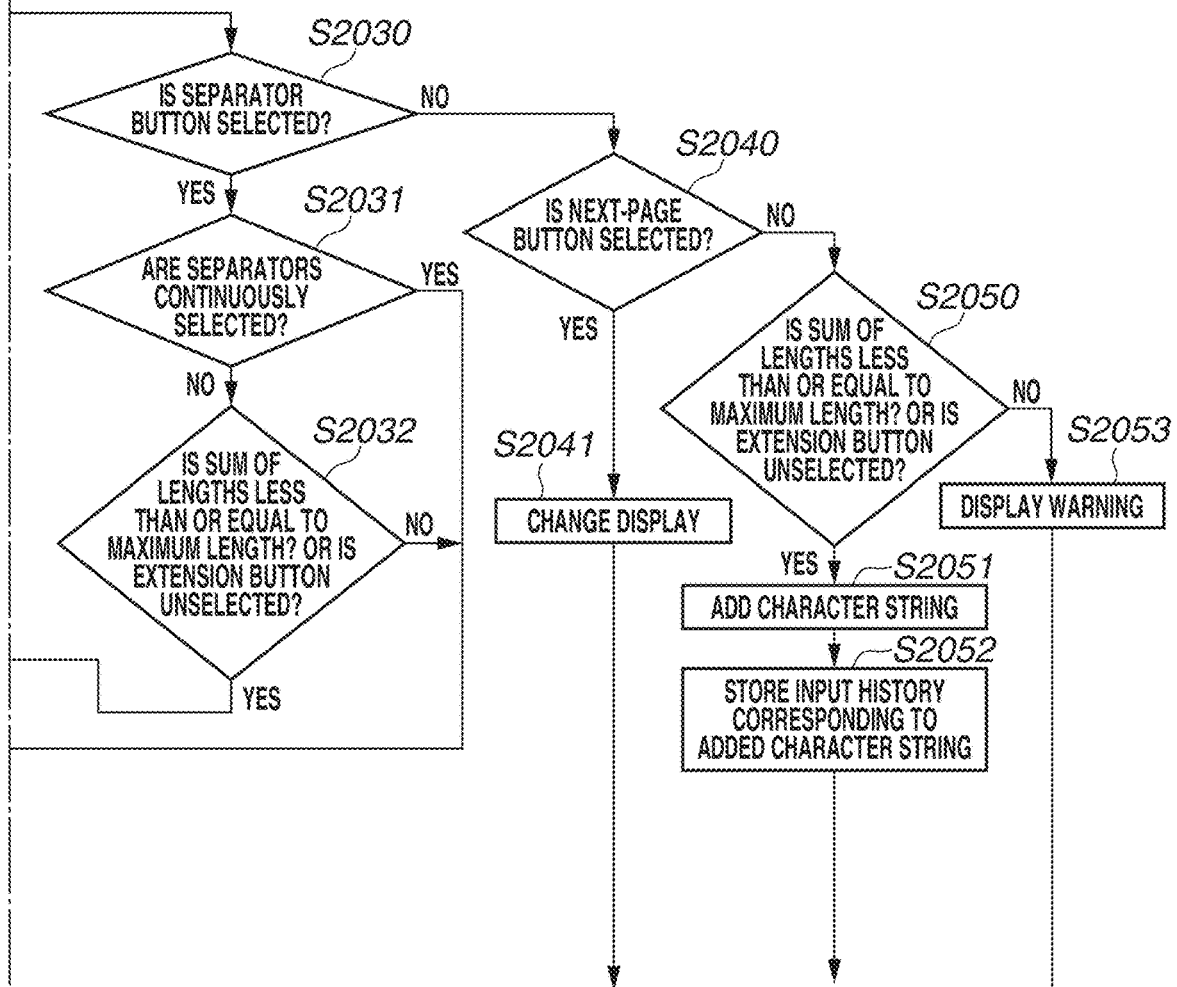 S2030
IS SEPARATOR
BUTTON SELECTED?
NO
YES
S2040
IS NEXT-PAGE
BUTTON SELECTED?
NO
YES
S2031
ARE SEPARATORS
CONTINUOUSLY
SELECTED?
YES
NO
S2050
IS SUM OF
LENGTHS LESS
THAN OR EQUAL TO
MAXIMUM LENGTH? OR IS
EXTENSION BUTTON
UNSELECTED?
NO
YES
S2032
IS SUM OF
LENGTHS LESS
THAN OR EQUAL TO
MAXIMUM LENGTH? OR IS
EXTENSION BUTTON
UNSELECTED?
NO
YES
S2041
CHANGE DISPLAY
S2053
DISPLAY WARNING
S2051
ADD CHARACTER STRING
S2052
STORE INPUT HISTORY
CORRESPONDING TO
ADDED CHARACTER STRING